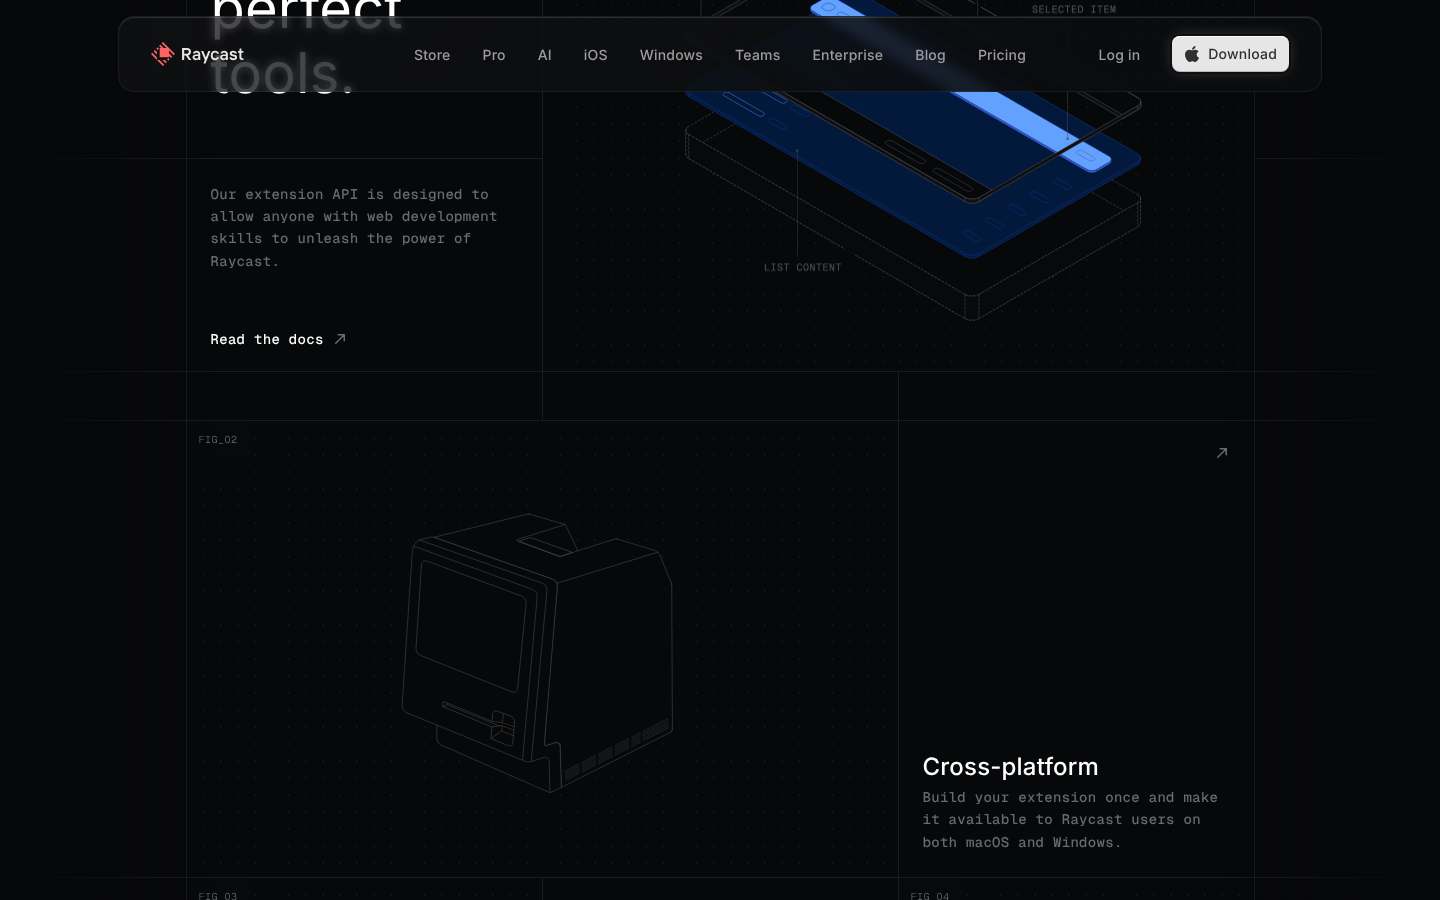 perfect
tools.
Raycast
Store
Pro
AI
iOS
Windows
Teams
Enterprise
Blog
Pricing
Log in
Download
SELECTED ITEM
Our extension API is designed to
allow anyone with web development
skills to unleash the power of
Raycast.
LIST CONTENT
Read the docs
FIG_02
Cross-platform
Build your extension once and make
it available to Raycast users on
both macOS and Windows.
FIG_03
FIG_04